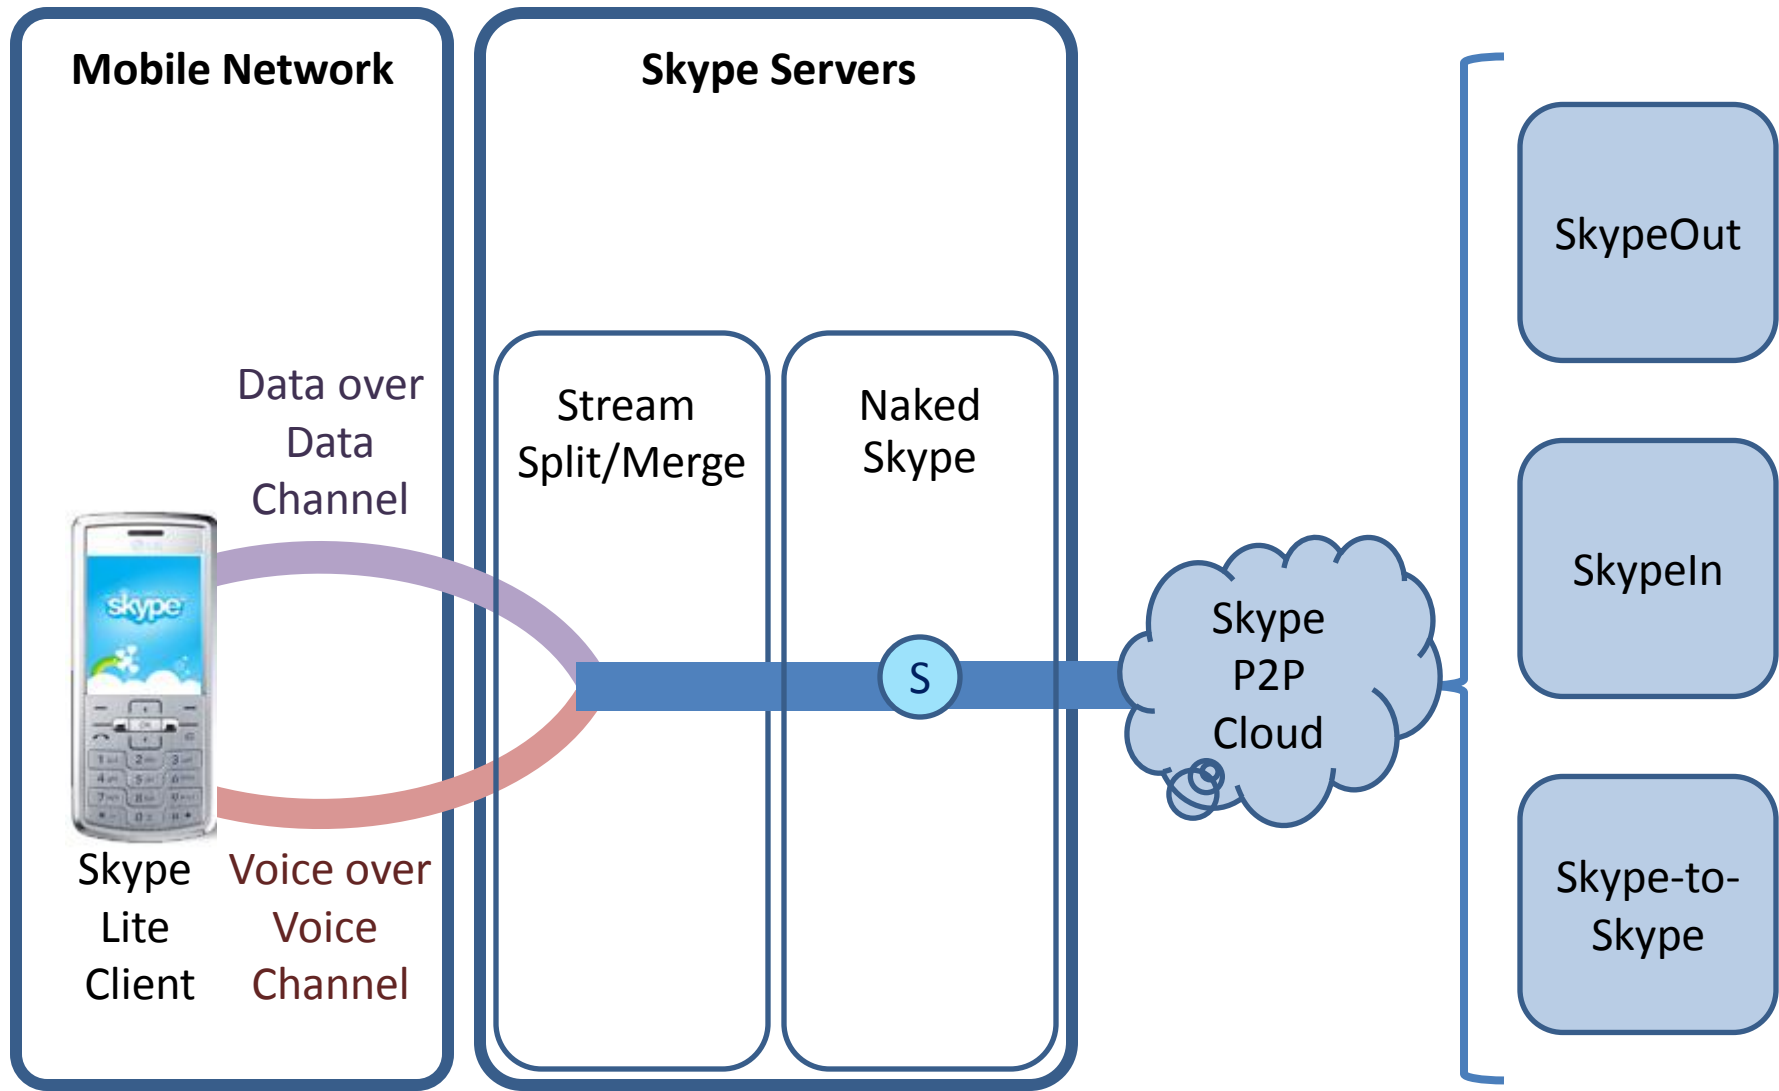 Mobile Network
Skype Servers
Data over
Data
Channel
Stream
Split/Merge
Naked
Skype
skype
Skype
Lite
Client
Voice over
Voice
Channel
S
Skype
P2P
Cloud
SkypeOut
SkypeIn
Skype-to-
Skype